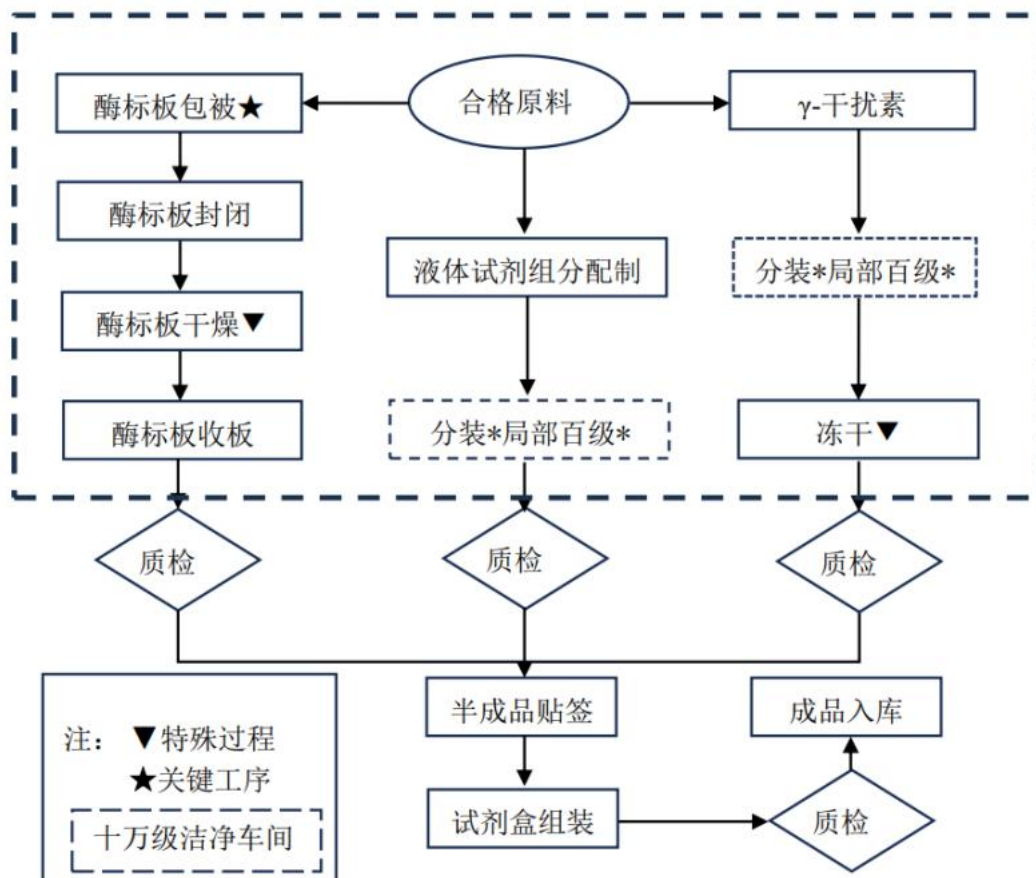 合格原料
酶标板包被★
酶标板封闭
酶标板干燥▼
酶标板收板
质检
液体试剂组分配制
分装*局部百级*
质检
γ-干扰素
分装*局部百级*
冻干▼
质检
半成品贴签
试剂盒组装
质检
成品入库
注：▼特殊过程
★关键工序
十万级洁净车间